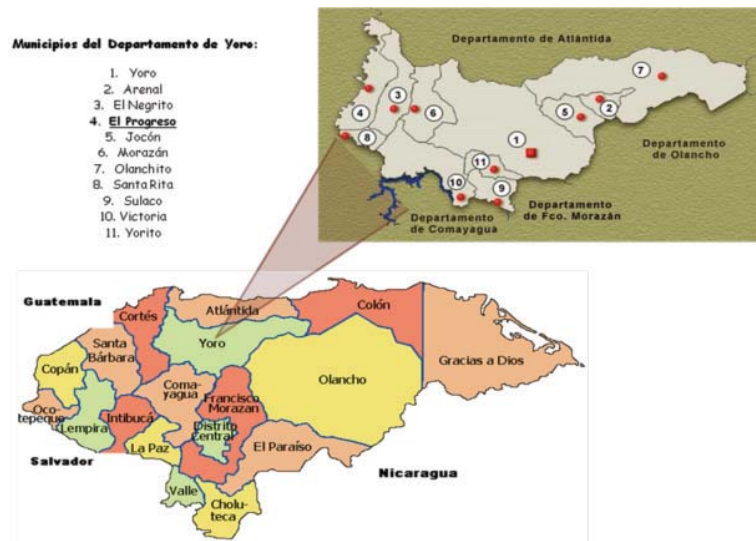 Municipios del Departamento de Yoro:
1. Yoro
2. Arenal
3. El Negrito
4. El Progreso
5. Jocón
6. Morazán
7. Olanchito
8. Santa Rita
9. Sulaco
10. Victoria
11. Yorito
Departamento de Atlántida
7
3
4
6
5
2
8
1
11
10
9
Departamento
de Olancho
Departamento
de Comayagua
Departamento
de Fco. Morazán
Guatemala
Cortés
Atlántida
Colón
Yoro
Santa
Bárbara
Copán
Gracias a Dios
Olancho
Coma-
yagua
Francisco
Morazan
Oco-
tepeque
Lempira
Intibucá
Distrito
Central
La Paz
El Paraíso
Salvador
Nicaragua
Valle
Cholu-
teca